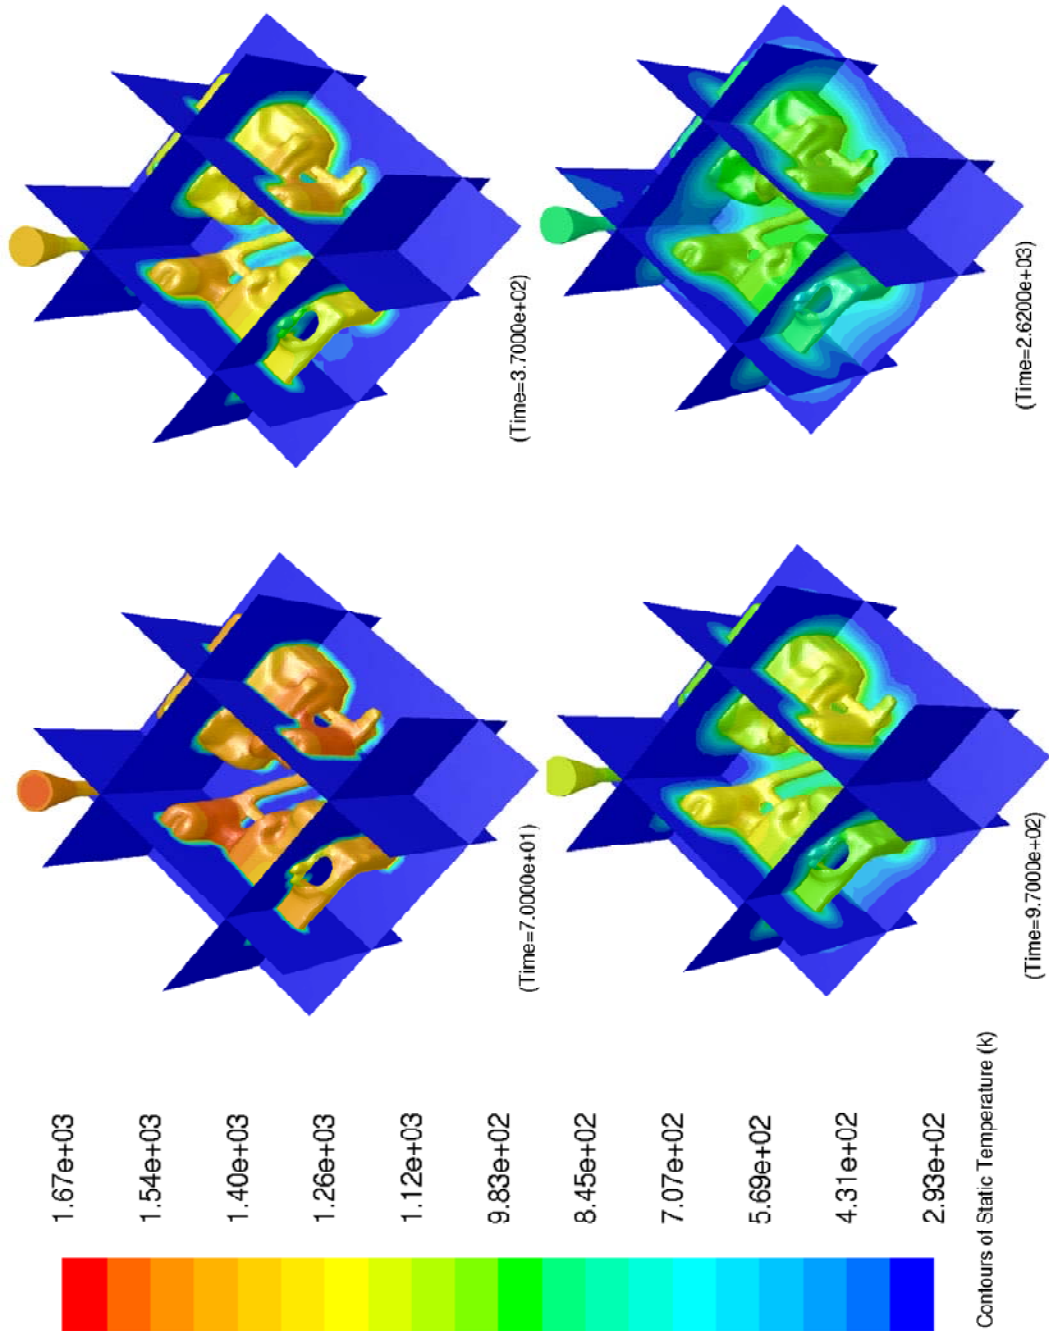 1.67e+03
1.54e+03
1.40e+03
1.26e+03
1.12e+03
9.83e+02
8.45e+02
7.07e+02
5.69e+02
4.31e+02
2.93e+02
Contours of Static Temperature (k)
(Time=7.0000e+01)
(Time=3.7000e+02)
(Time=9.7000e+02)
(Time=2.6200e+03)